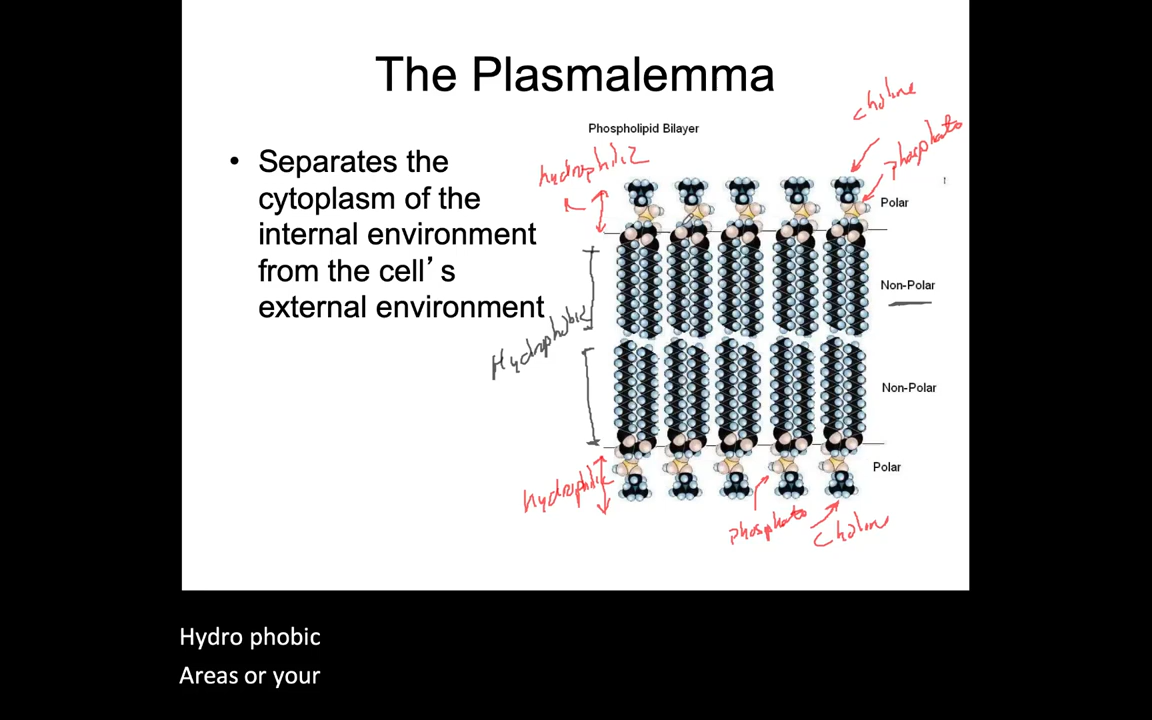 The Plasmalemma
Phospholipid Bilayer
• Separates the
cytoplasm of the
internal environment
from the cell's
external environment
choline
phosphate
hydrophilic
Polar
Non-Polar
Hydrophobic
Non-Polar
Polar
hydrophilic
phosphate
choline
Hydro phobic
Areas or your